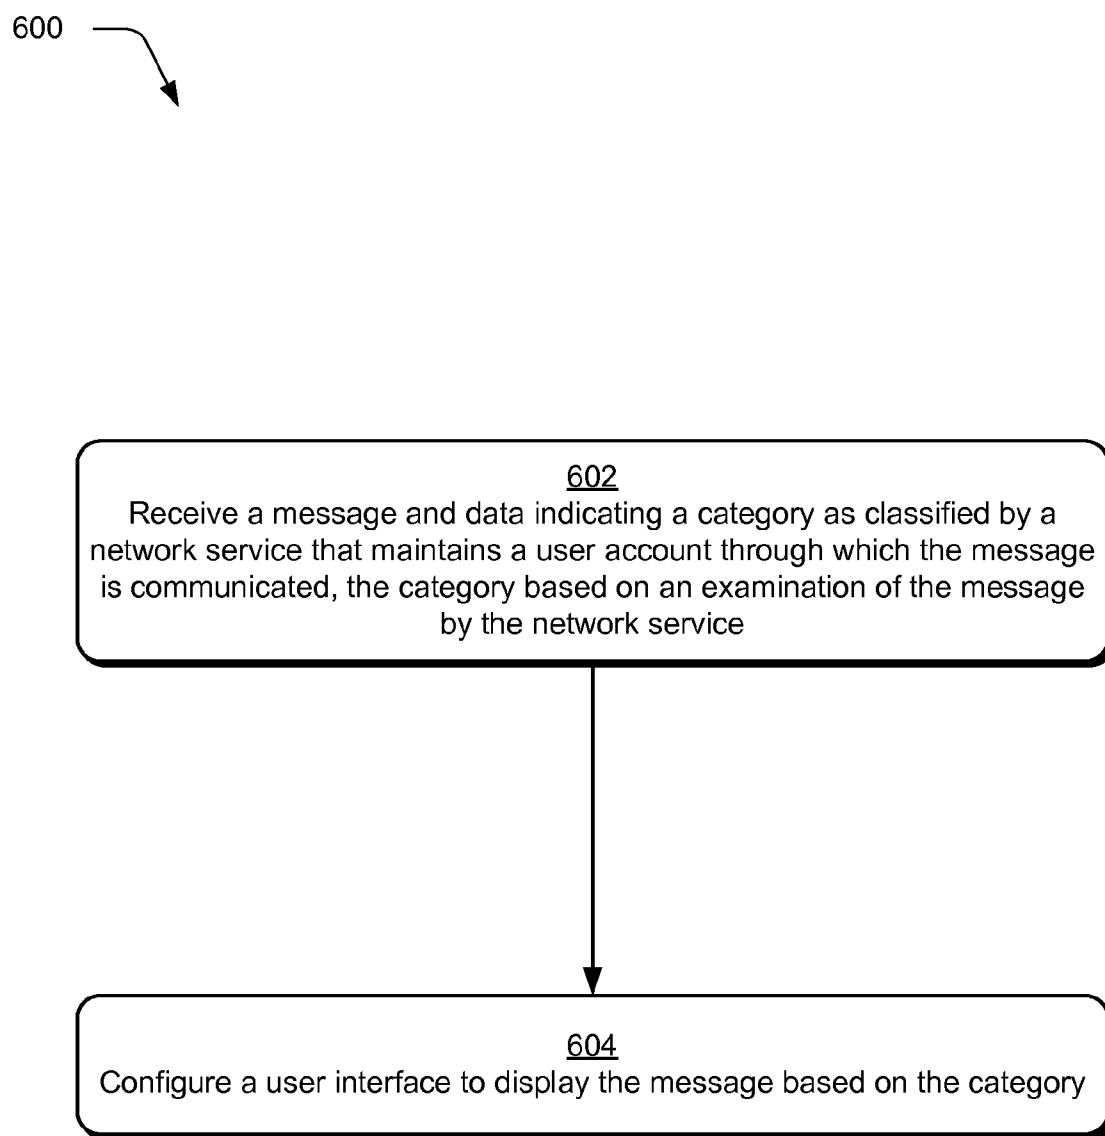 600
602
Receive a message and data indicating a category as classified by a
network service that maintains a user account through which the message
is communicated, the category based on an examination of the message
by the network service
604
Configure a user interface to display the message based on the category